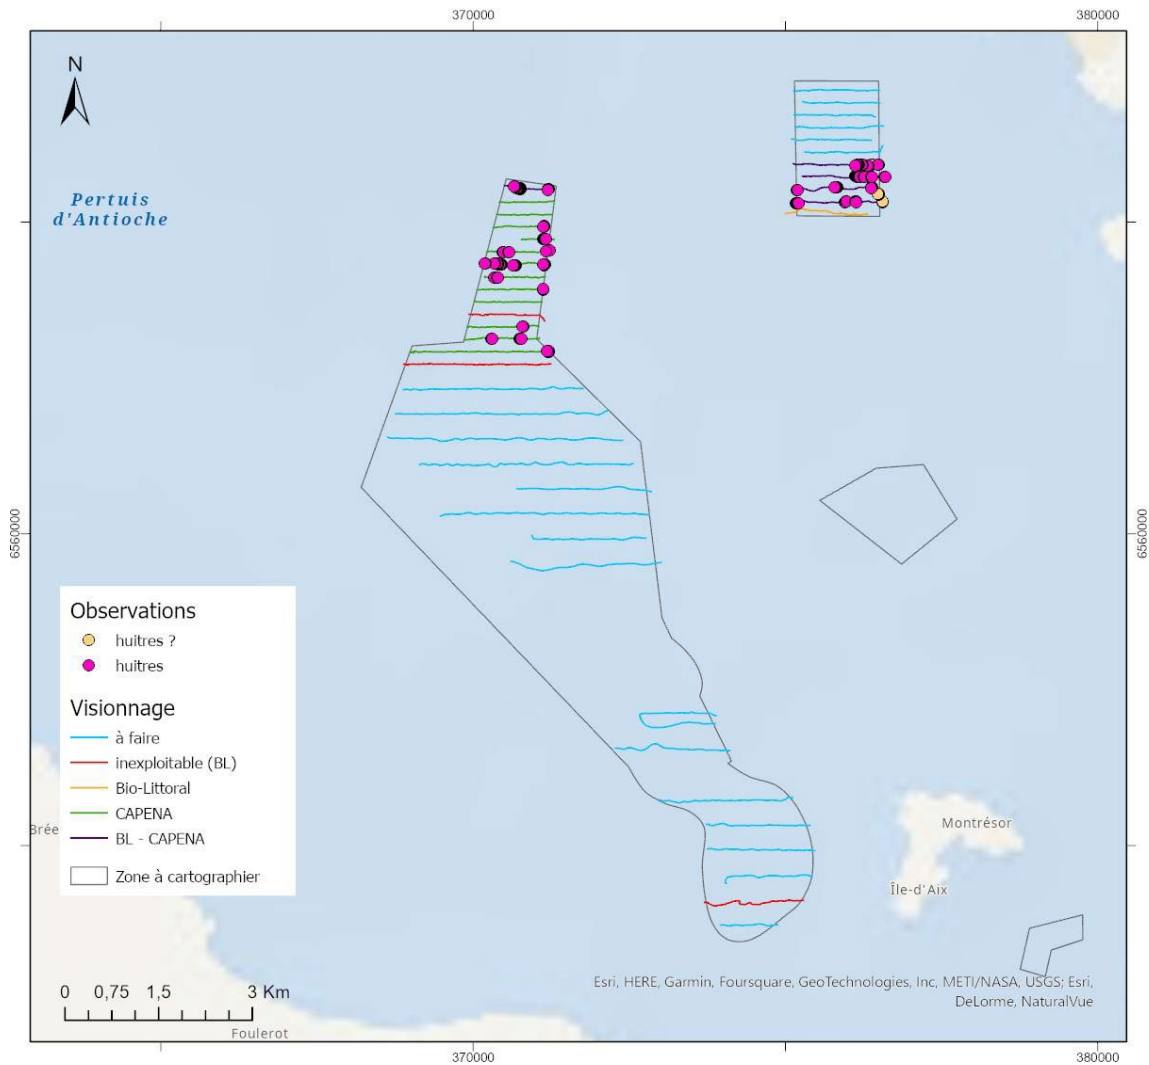 370000
380000
N
Pertuis
d'Antioche
6560000
6560000
Observations
huitres ?
huitres
Visionnage
à faire
inexploitable (BL)
Bio-Littoral
CAPENA
BL - CAPENA
Zone à cartographier
Brée
Montrésor
Île-d'Aix
0 0,75 1,5 3 Km
Foulerot
Esri, HERE, Garmin, Foursquare, GeoTechnologies, Inc, METI/NASA, USGS; Esri,
DeLorme, NaturalVue
370000
380000